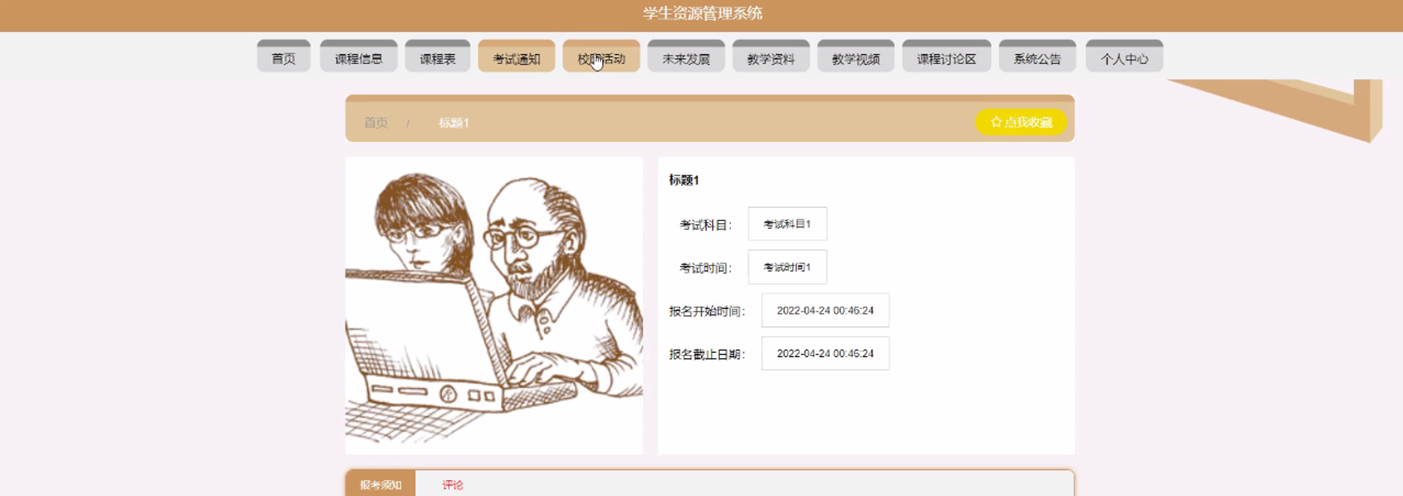 学生资源管理系统
首页 课程信息 课程表 考试通知 校园活动 未来发展 教学资料 教学视频 课程讨论区 系统公告 个人中心
首页 / 标题1 ☆ 点我收藏
标题1
考试科目： 考试科目1
考试时间： 考试时间1
报名开始时间： 2022-04-24 00:46:24
报名截止日期： 2022-04-24 00:46:24
报考须知 评论